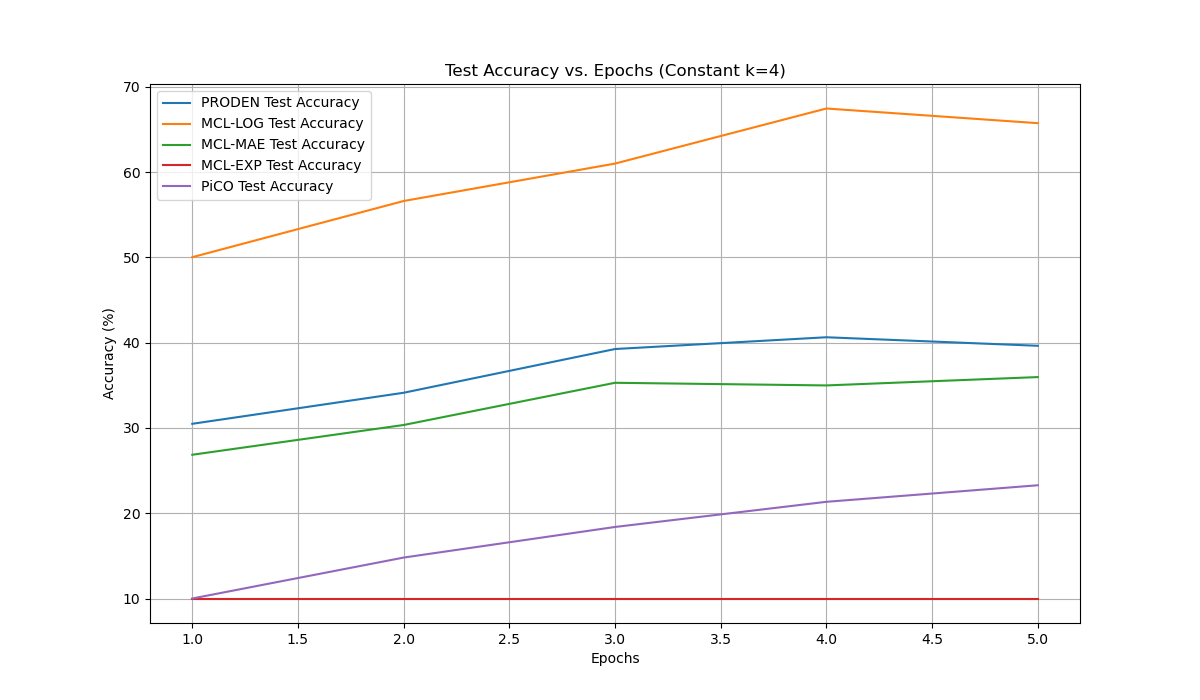 Test Accuracy vs. Epochs (Constant k=4)
PRODEN Test Accuracy
MCL-LOG Test Accuracy
MCL-MAE Test Accuracy
MCL-EXP Test Accuracy
PiCO Test Accuracy
Accuracy (%)
70
60
50
40
30
20
10
1.0 1.5 2.0 2.5 3.0 3.5 4.0 4.5 5.0
Epochs